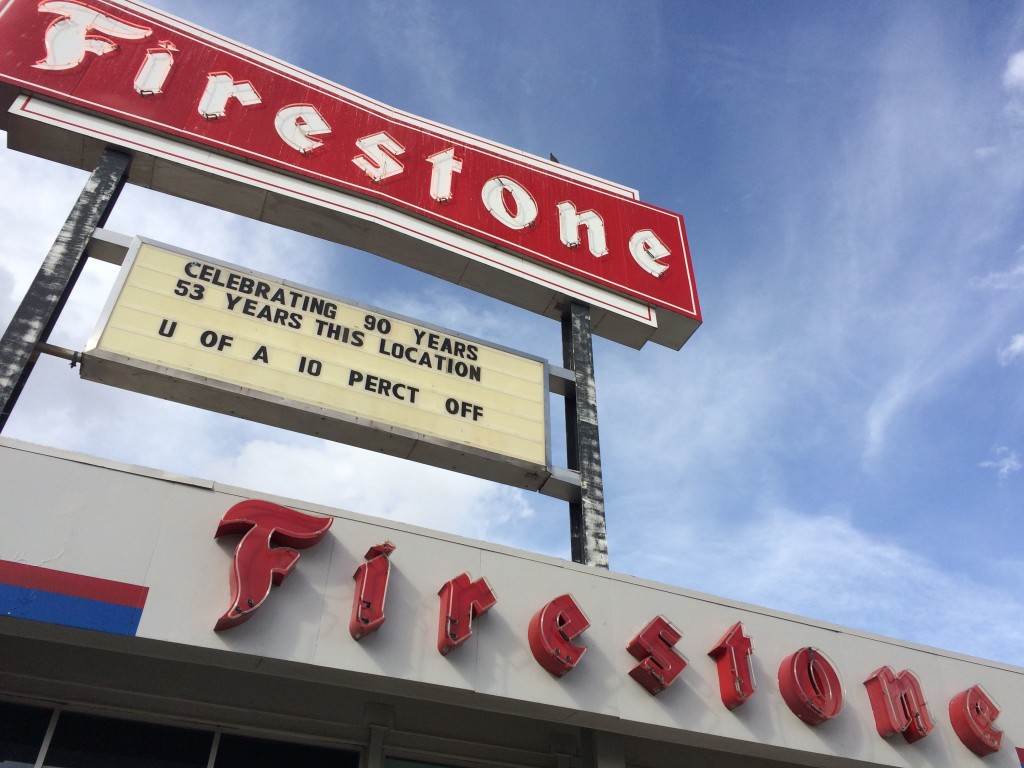 Firestone
CELEBRATING 90 YEARS
53 YEARS THIS LOCATION
U OF A 10 PERCT OFF
Firestone